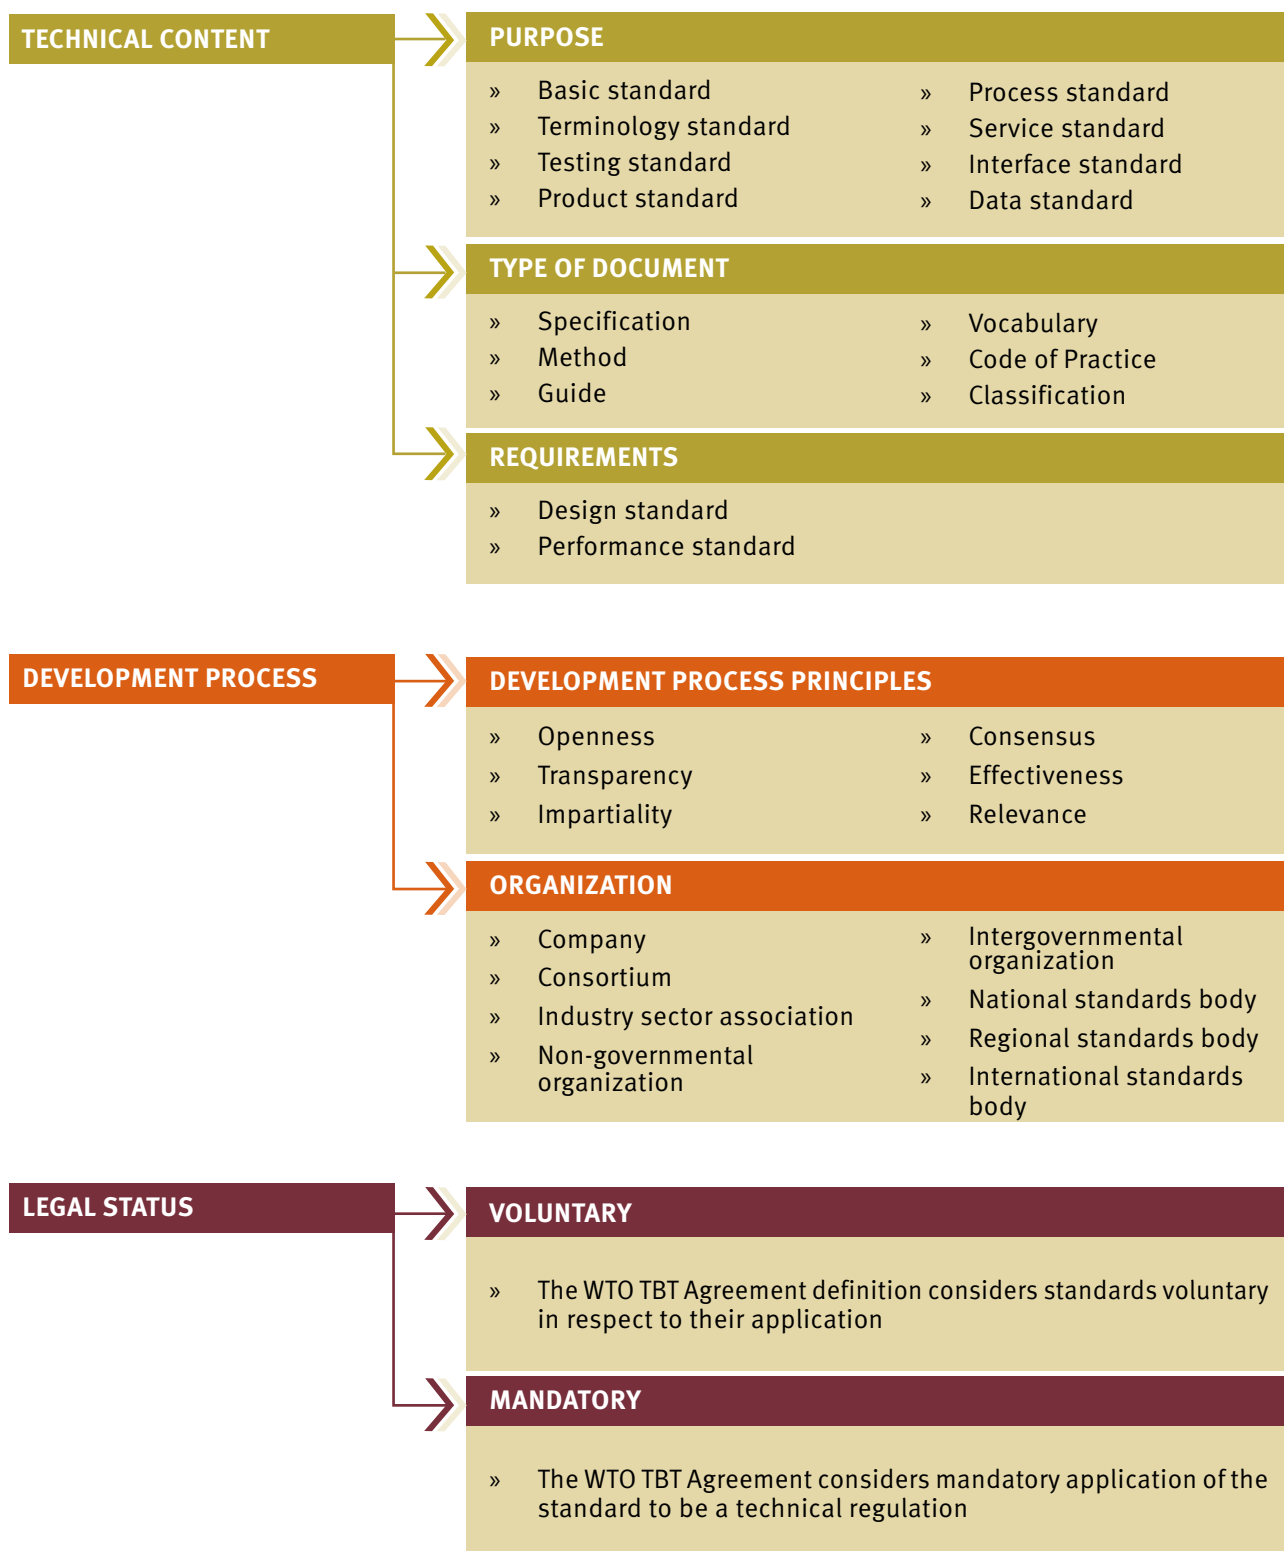 TECHNICAL CONTENT
PURPOSE
» Basic standard
» Terminology standard
» Testing standard
» Product standard
» Process standard
» Service standard
» Interface standard
» Data standard
TYPE OF DOCUMENT
» Specification
» Method
» Guide
» Vocabulary
» Code of Practice
» Classification
REQUIREMENTS
» Design standard
» Performance standard
DEVELOPMENT PROCESS
DEVELOPMENT PROCESS PRINCIPLES
» Openness
» Transparency
» Impartiality
» Consensus
» Effectiveness
» Relevance
ORGANIZATION
» Company
» Consortium
» Industry sector association
» Non-governmental
organization
» Intergovernmental
organization
» National standards body
» Regional standards body
» International standards
body
LEGAL STATUS
VOLUNTARY
» The WTO TBT Agreement definition considers standards voluntary
in respect to their application
MANDATORY
» The WTO TBT Agreement considers mandatory application of the
standard to be a technical regulation